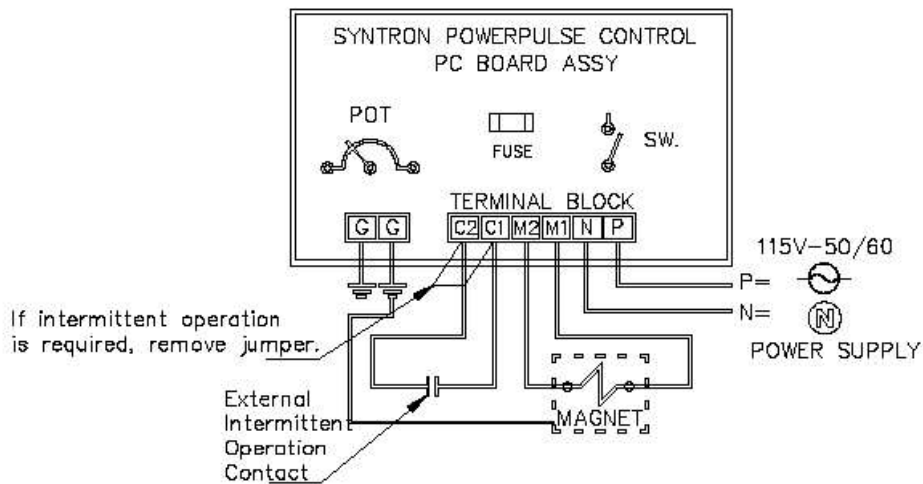 SYNTRON POWERPULSE CONTROL
PC BOARD ASSY
POT
FUSE
SW.
TERMINAL BLOCK
G G C2 C1 M2 M1 N P
115V-50/60
P=
N=
N
POWER SUPPLY
If intermittent operation
is required, remove jumper.
External
Intermittent
Operation
Contact
MAGNET